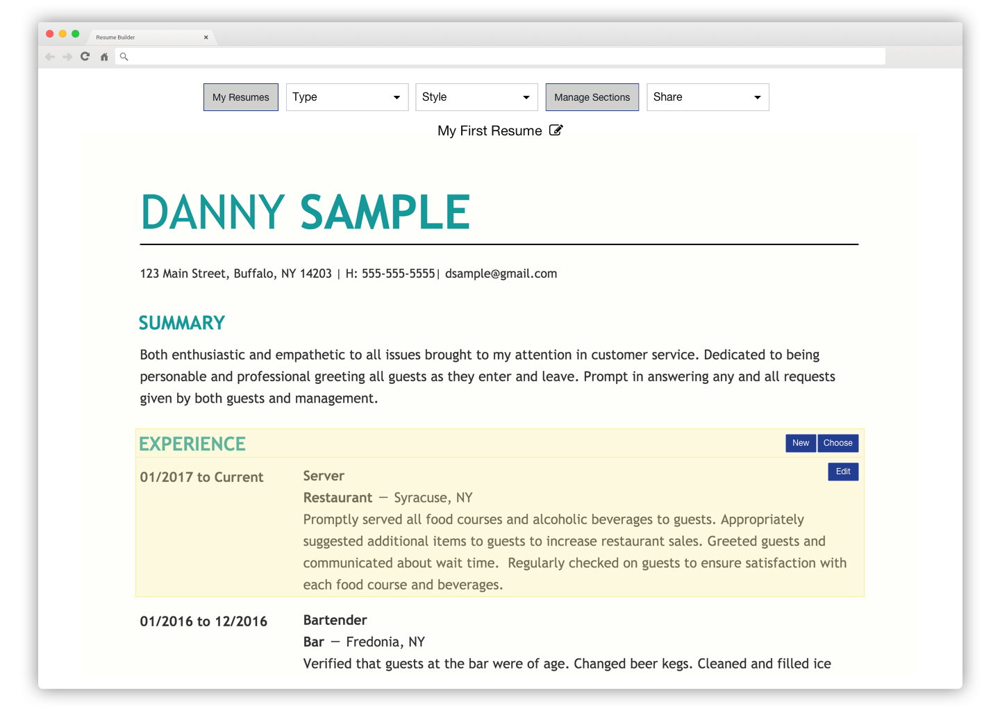 Resume Builder
My Resumes
Type
Style
Manage Sections
Share
My First Resume
DANNY SAMPLE
123 Main Street, Buffalo, NY 14203 | H: 555-555-5555| dsample@gmail.com
SUMMARY
Both enthusiastic and empathetic to all issues brought to my attention in customer service. Dedicated to being
personable and professional greeting all guests as they enter and leave. Prompt in answering any and all requests
given by both guests and management.
EXPERIENCE
New
Choose
01/2017 to Current
Server
Edit
Restaurant — Syracuse, NY
Promptly served all food courses and alcoholic beverages to guests. Appropriately
suggested additional items to guests to increase restaurant sales. Greeted guests and
communicated about wait time.  Regularly checked on guests to ensure satisfaction with
each food course and beverages.
01/2016 to 12/2016
Bartender
Bar — Fredonia, NY
Verified that guests at the bar were of age. Changed beer kegs. Cleaned and filled ice